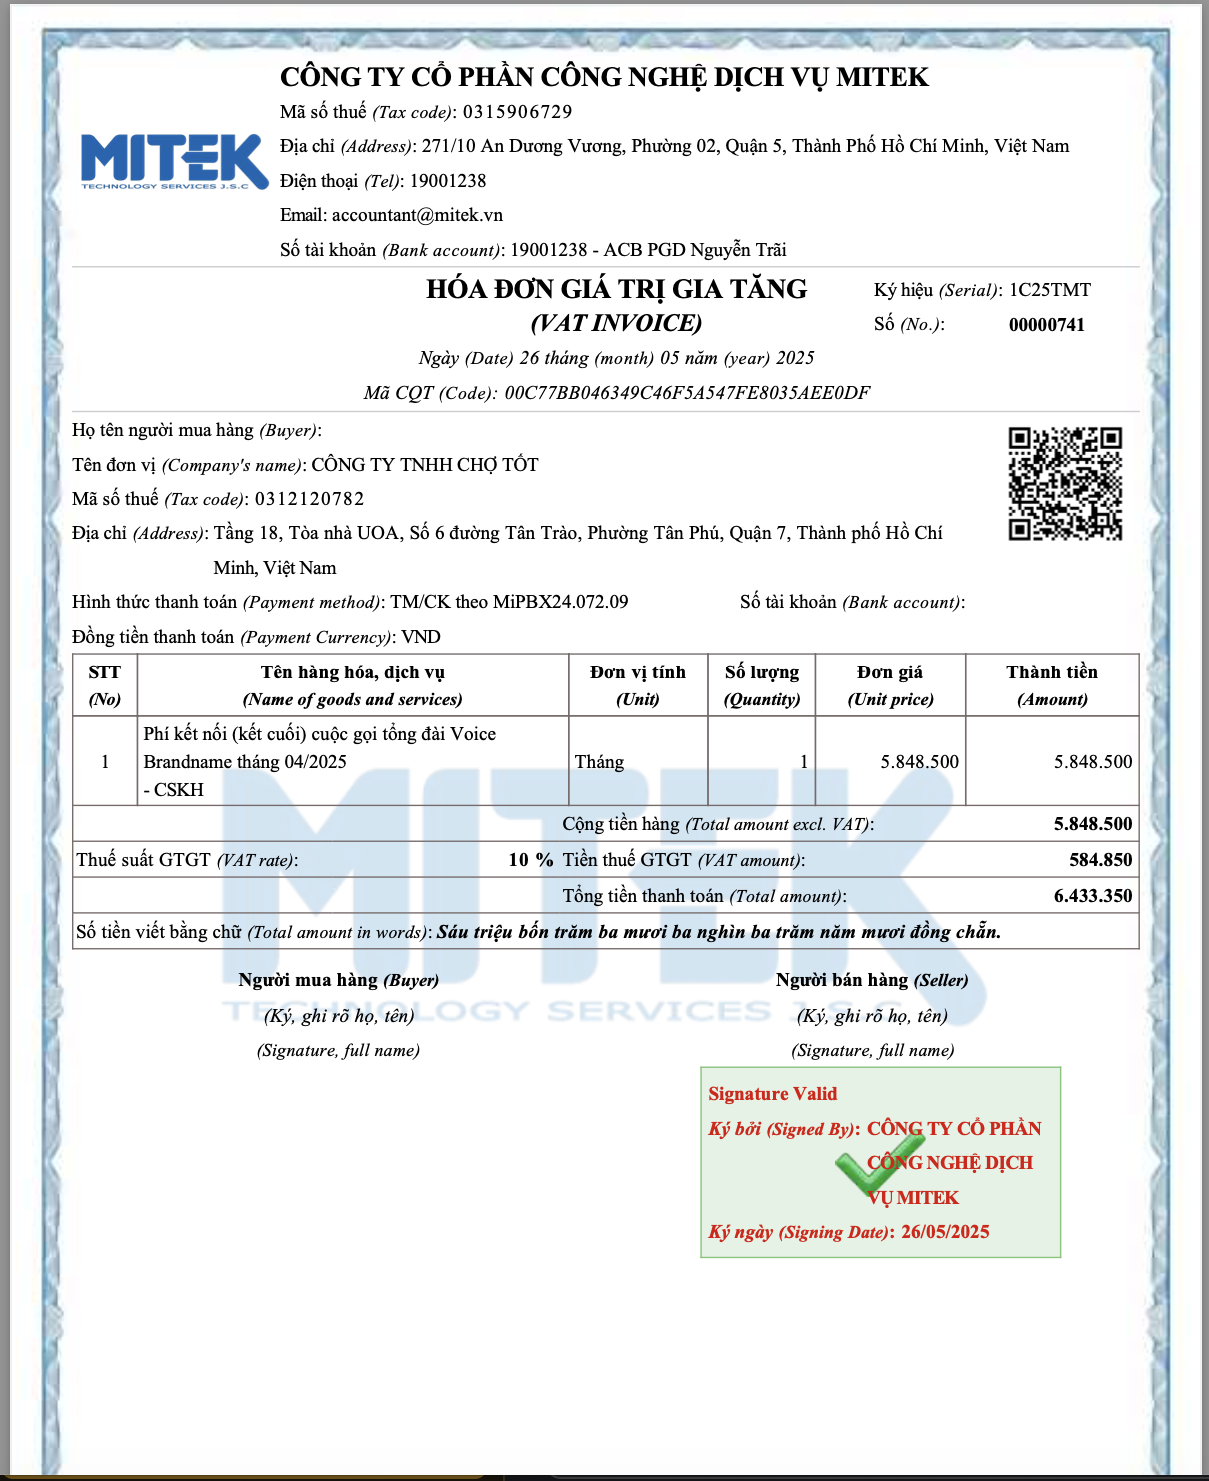 MITEK
TECHNOLOGY SERVICES J.S.C
CÔNG TY CỔ PHẦN CÔNG NGHỆ DỊCH VỤ MITEK
Mã số thuế (Tax code): 0315906729
Địa chỉ (Address): 271/10 An Dương Vương, Phường 02, Quận 5, Thành Phố Hồ Chí Minh, Việt Nam
Điện thoại (Tel): 19001238
Email: accountant@mitek.vn
Số tài khoản (Bank account): 19001238 - ACB PGD Nguyễn Trãi
HÓA ĐƠN GIÁ TRỊ GIA TĂNG
(VAT INVOICE)
Ngày (Date) 26 tháng (month) 05 năm (year) 2025
Mã CQT (Code): 00C77BB046349C46F5A547FE8035AEE0DF
Ký hiệu (Serial): 1C25TMT
Số (No.): 00000741
Họ tên người mua hàng (Buyer):
Tên đơn vị (Company's name): CÔNG TY TNHH CHỢ TỐT
Mã số thuế (Tax code): 0312120782
Địa chỉ (Address): Tầng 18, Tòa nhà UOA, Số 6 đường Tân Trào, Phường Tân Phú, Quận 7, Thành phố Hồ Chí
Minh, Việt Nam
Hình thức thanh toán (Payment method): TM/CK theo MiPBX24.072.09 Số tài khoản (Bank account):
Đồng tiền thanh toán (Payment Currency): VND
STT Tên hàng hóa, dịch vụ Đơn vị tính Số lượng Đơn giá Thành tiền
(No) (Name of goods and services) (Unit) (Quantity) (Unit price) (Amount)
Phí kết nối (kết cuối) cuộc gọi tổng đài Voice
1 Brandname tháng 04/2025 Tháng 1 5.848.500 5.848.500
- CSKH
Cộng tiền hàng (Total amount excl. VAT): 5.848.500
Thuế suất GTGT (VAT rate): 10 % Tiền thuế GTGT (VAT amount): 584.850
Tổng tiền thanh toán (Total amount): 6.433.350
Số tiền viết bằng chữ (Total amount in words): Sáu triệu bốn trăm ba mươi ba nghìn ba trăm năm mươi đồng chẵn.
MITEK
TECHNOLOGY SERVICES J.S.C
Người mua hàng (Buyer) Người bán hàng (Seller)
(Ký, ghi rõ họ, tên) (Ký, ghi rõ họ, tên)
(Signature, full name) (Signature, full name)
Signature Valid
Ký bởi (Signed By): CÔNG TY CỔ PHẦN
CÔNG NGHỆ DỊCH
VỤ MITEK
Ký ngày (Signing Date): 26/05/2025